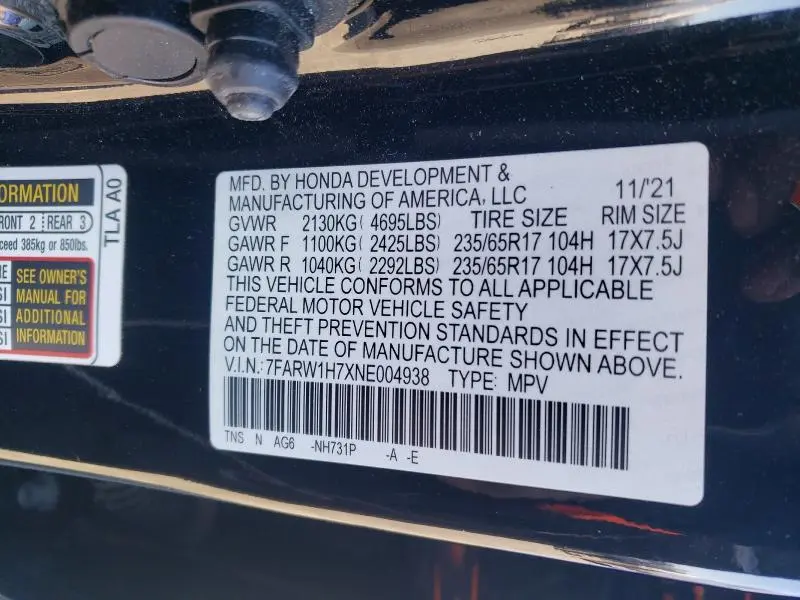 ORMATION
RONT 2 REAR 3
ceed 385kg or 850lbs.
SEE OWNER'S
MANUAL FOR
ADDITIONAL
INFORMATION
TLA A0
MFD. BY HONDA DEVELOPMENT &
MANUFACTURING OF AMERICA, LLC 11/'21
GVWR 2130KG( 4695LBS) TIRE SIZE RIM SIZE
GAWR F 1100KG( 2425LBS) 235/65R17 104H 17X7.5J
GAWR R 1040KG( 2292LBS) 235/65R17 104H 17X7.5J
THIS VEHICLE CONFORMS TO ALL APPLICABLE
FEDERAL MOTOR VEHICLE SAFETY
AND THEFT PREVENTION STANDARDS IN EFFECT
ON THE DATE OF MANUFACTURE SHOWN ABOVE.
V.I.N.: 7FARW1H7XNE004938 TYPE: MPV
TNS N AG6 -NH731P -A -E